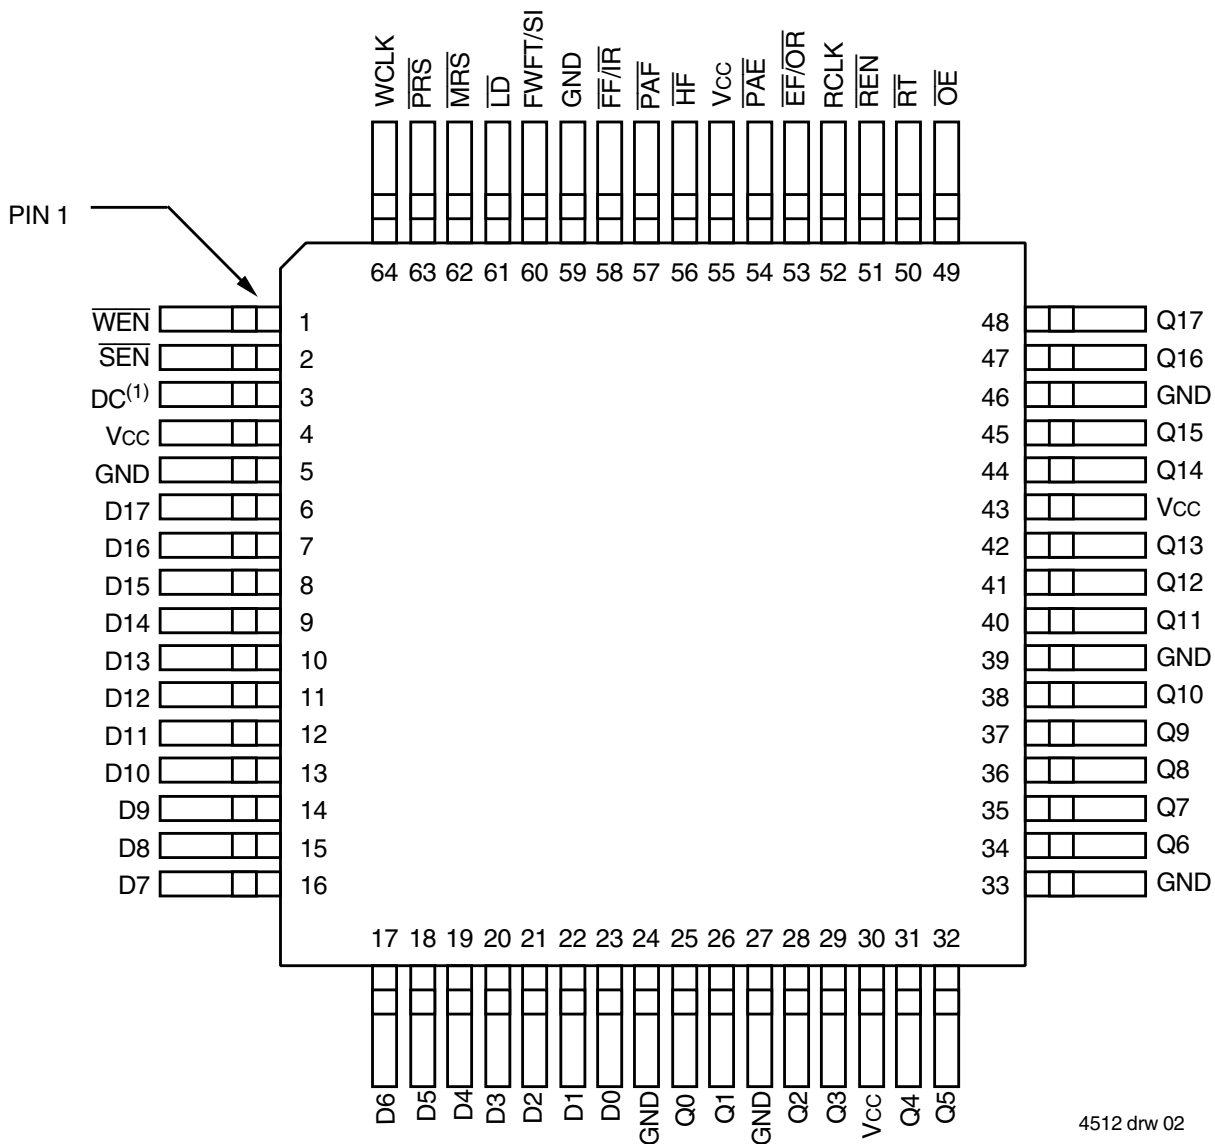 WCLK
PRS
MRS
LD
FWFT/SI
GND
FF/IR
PAF
HF
VCC
PAE
EF/OR
RCLK
REN
RT
OE
PIN 1
64 63 62 61 60 59 58 57 56 55 54 53 52 51 50 49
WEN 1
SEN 2
DC(1) 3
VCC 4
GND 5
D17 6
D16 7
D15 8
D14 9
D13 10
D12 11
D11 12
D10 13
D9 14
D8 15
D7 16
48 Q17
47 Q16
46 GND
45 Q15
44 Q14
43 VCC
42 Q13
41 Q12
40 Q11
39 GND
38 Q10
37 Q9
36 Q8
35 Q7
34 Q6
33 GND
17 18 19 20 21 22 23 24 25 26 27 28 29 30 31 32
D6
D5
D4
D3
D2
D1
D0
GND
Q0
Q1
GND
Q2
Q3
VCC
Q4
Q5
4512 drw 02